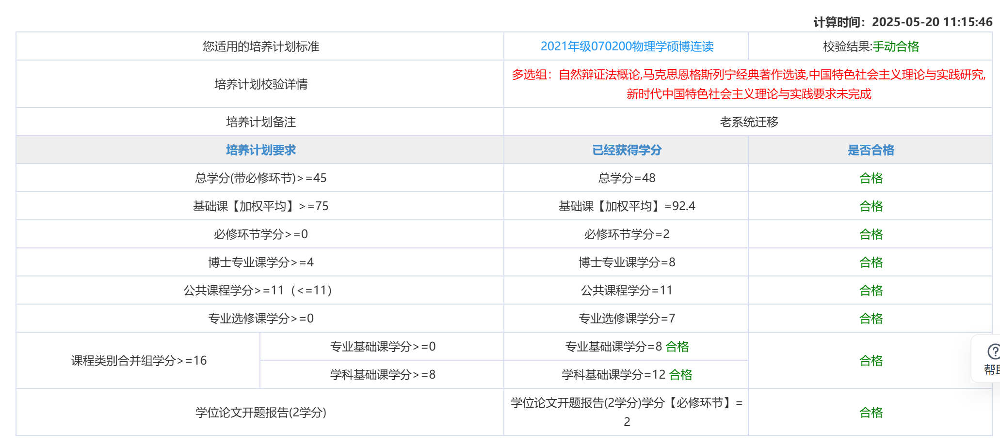 计算时间：2025-05-20 11:15:46
您适用的培养计划标准
2021年级070200物理学硕博连读
校验结果:手动合格
培养计划校验详情
多选组：自然辩证法概论,马克思恩格斯列宁经典著作选读,中国特色社会主义理论与实践研究,
新时代中国特色社会主义理论与实践要求未完成
培养计划备注
老系统迁移
培养计划要求
已经获得学分
是否合格
总学分(带必修环节)>=45
总学分=48
合格
基础课【加权平均】>=75
基础课【加权平均】=92.4
合格
必修环节学分>=0
必修环节学分=2
合格
博士专业课学分>=4
博士专业课学分=8
合格
公共课程学分>=11（<=11）
公共课程学分=11
合格
专业选修课学分>=0
专业选修课学分=7
合格
课程类别合并组学分>=16
专业基础课学分>=0
专业基础课学分=8 合格
学科基础课学分>=8
学科基础课学分=12 合格
合格
学位论文开题报告(2学分)
学位论文开题报告(2学分)学分【必修环节】=
2
合格
帮助